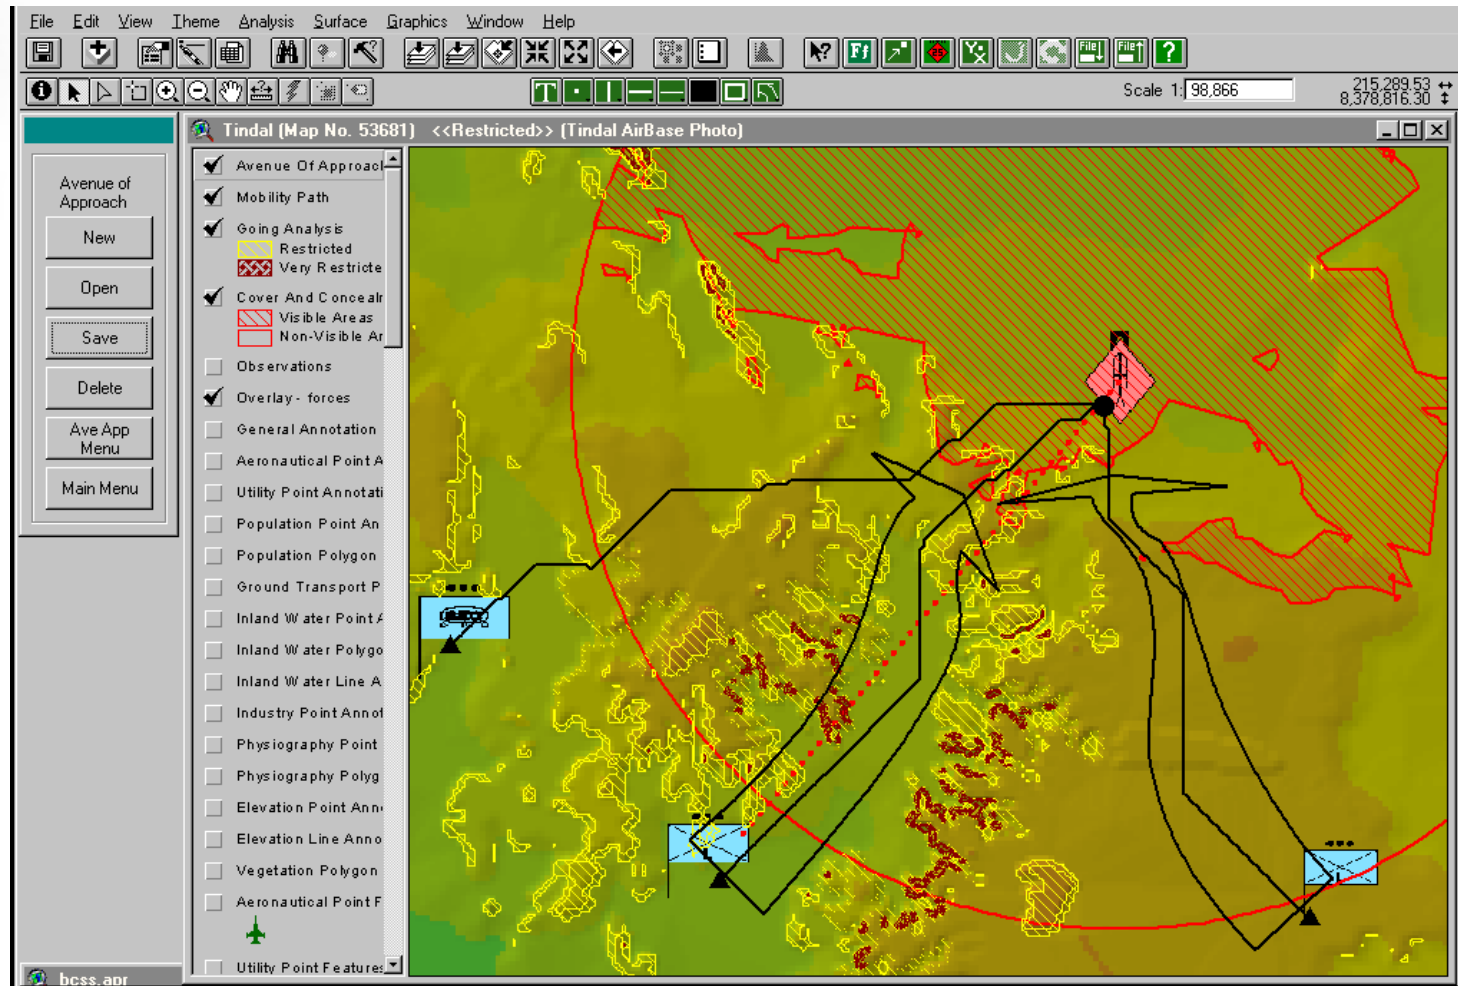 File Edit View Theme Analysis Surface Graphics Window Help
Ff
Y X
File
File
?
T
Scale 1: 98,866
215,289.53
8,378,816.30
Tindal (Map No. 53681) <<Restricted>> (Tindal AirBase Photo)
Avenue of
Approach
New
Open
Save
Delete
Ave App
Menu
Main Menu
Avenue Of Approacl
Mobility Path
Going Analysis
Restricted
Very Restricte
Cover And Concealr
Visible Areas
Non-Visible Ar
Observations
Overlay - forces
General Annotation
Aeronautical Point A
Utility Point Annotati
Population Point An
Population Polygon
Ground Transport P
Inland Water Point A
Inland Water Polygo
Inland Water Line A
Industry Point Annot
Physiography Point
Physiography Polyg
Elevation Point Ann
Elevation Line Anno
Vegetation Polygon
Aeronautical Point F
Utility Point Features
bcss.apr